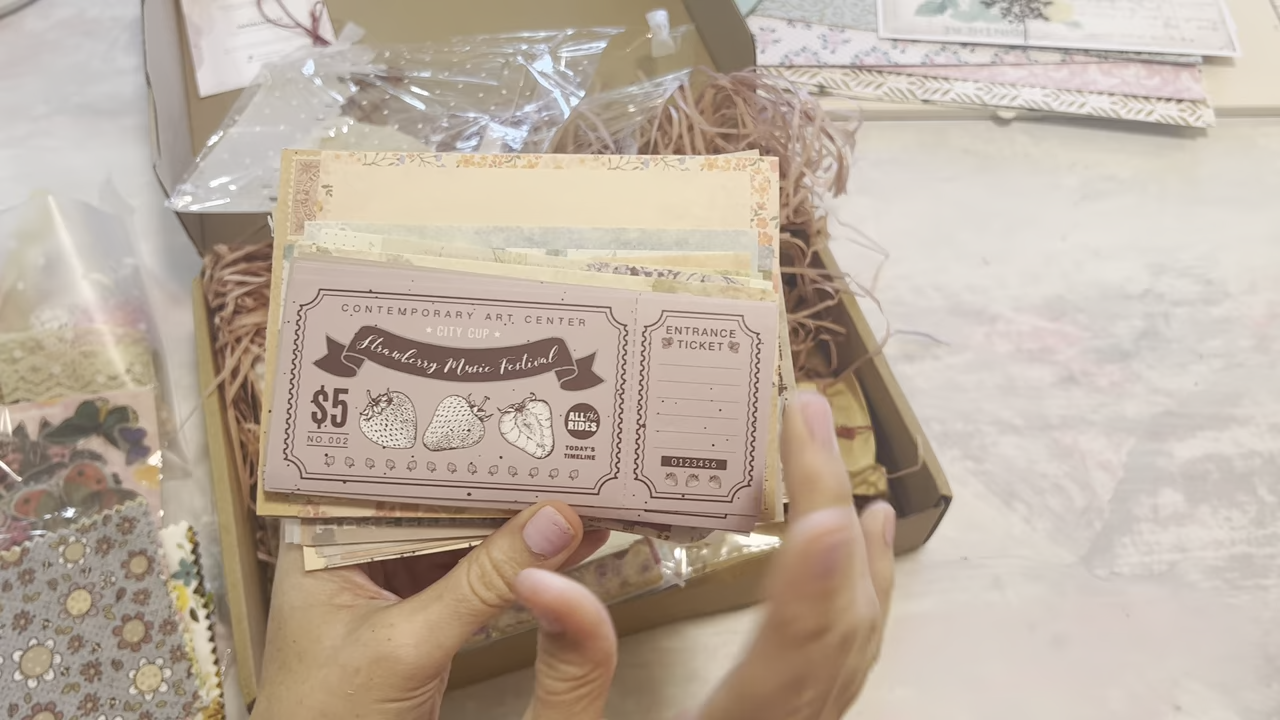 CONTEMPORARY ART CENTER
★ CITY CUP ★
Strawberry Music Festival
$5
NO.002
ALL the
RIDES
TODAY'S
TIMELINE
ENTRANCE
TICKET
0123456